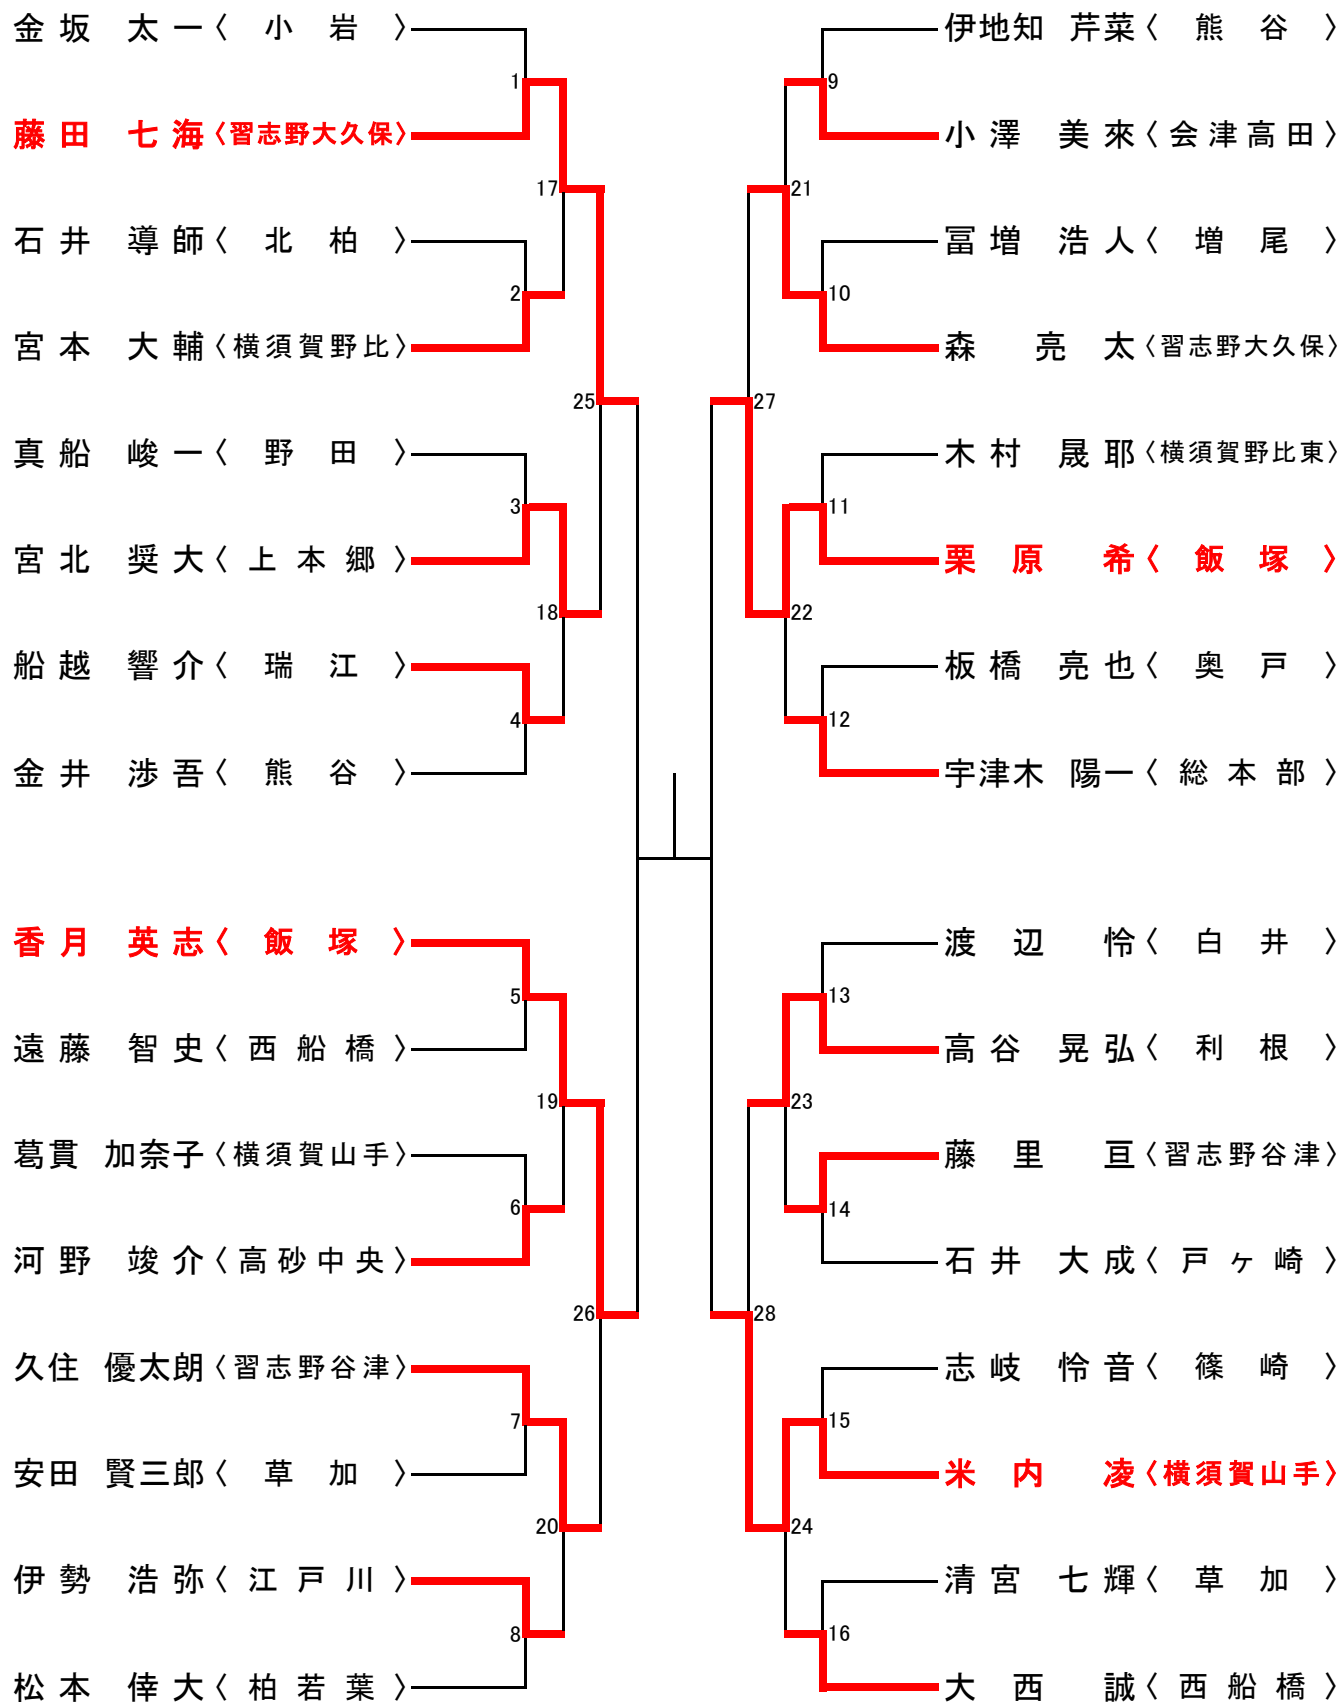 金坂 太一〈小岩〉
1
藤田 七海〈習志野大久保〉
17
石井 導師〈北柏〉
2
宮本 大輔〈横須賀野比〉
25
真船 峻一〈野田〉
3
宮北 奨大〈上本郷〉
18
船越 響介〈瑞江〉
4
金井 渉吾〈熊谷〉
香月 英志〈飯塚〉
5
遠藤 智史〈西船橋〉
19
葛貫 加奈子〈横須賀山手〉
6
河野 竣介〈高砂中央〉
26
久住 優太朗〈習志野谷津〉
7
安田 賢三郎〈草加〉
20
伊勢 浩弥〈江戸川〉
8
松本 倖大〈柏若葉〉
伊地知 芹菜〈熊谷〉
9
小澤 美來〈会津高田〉
21
冨増 浩人〈増尾〉
10
森 亮太〈習志野大久保〉
27
木村 晟耶〈横須賀野比東〉
11
栗原 希〈飯塚〉
22
板橋 亮也〈奥戸〉
12
宇津木 陽一〈総本部〉
渡辺 怜〈白井〉
13
高谷 晃弘〈利根〉
23
藤里 亘〈習志野谷津〉
14
石井 大成〈戸ヶ崎〉
28
志岐 怜音〈篠崎〉
15
米内 凌〈横須賀山手〉
24
清宮 七輝〈草加〉
16
大西 誠〈西船橋〉